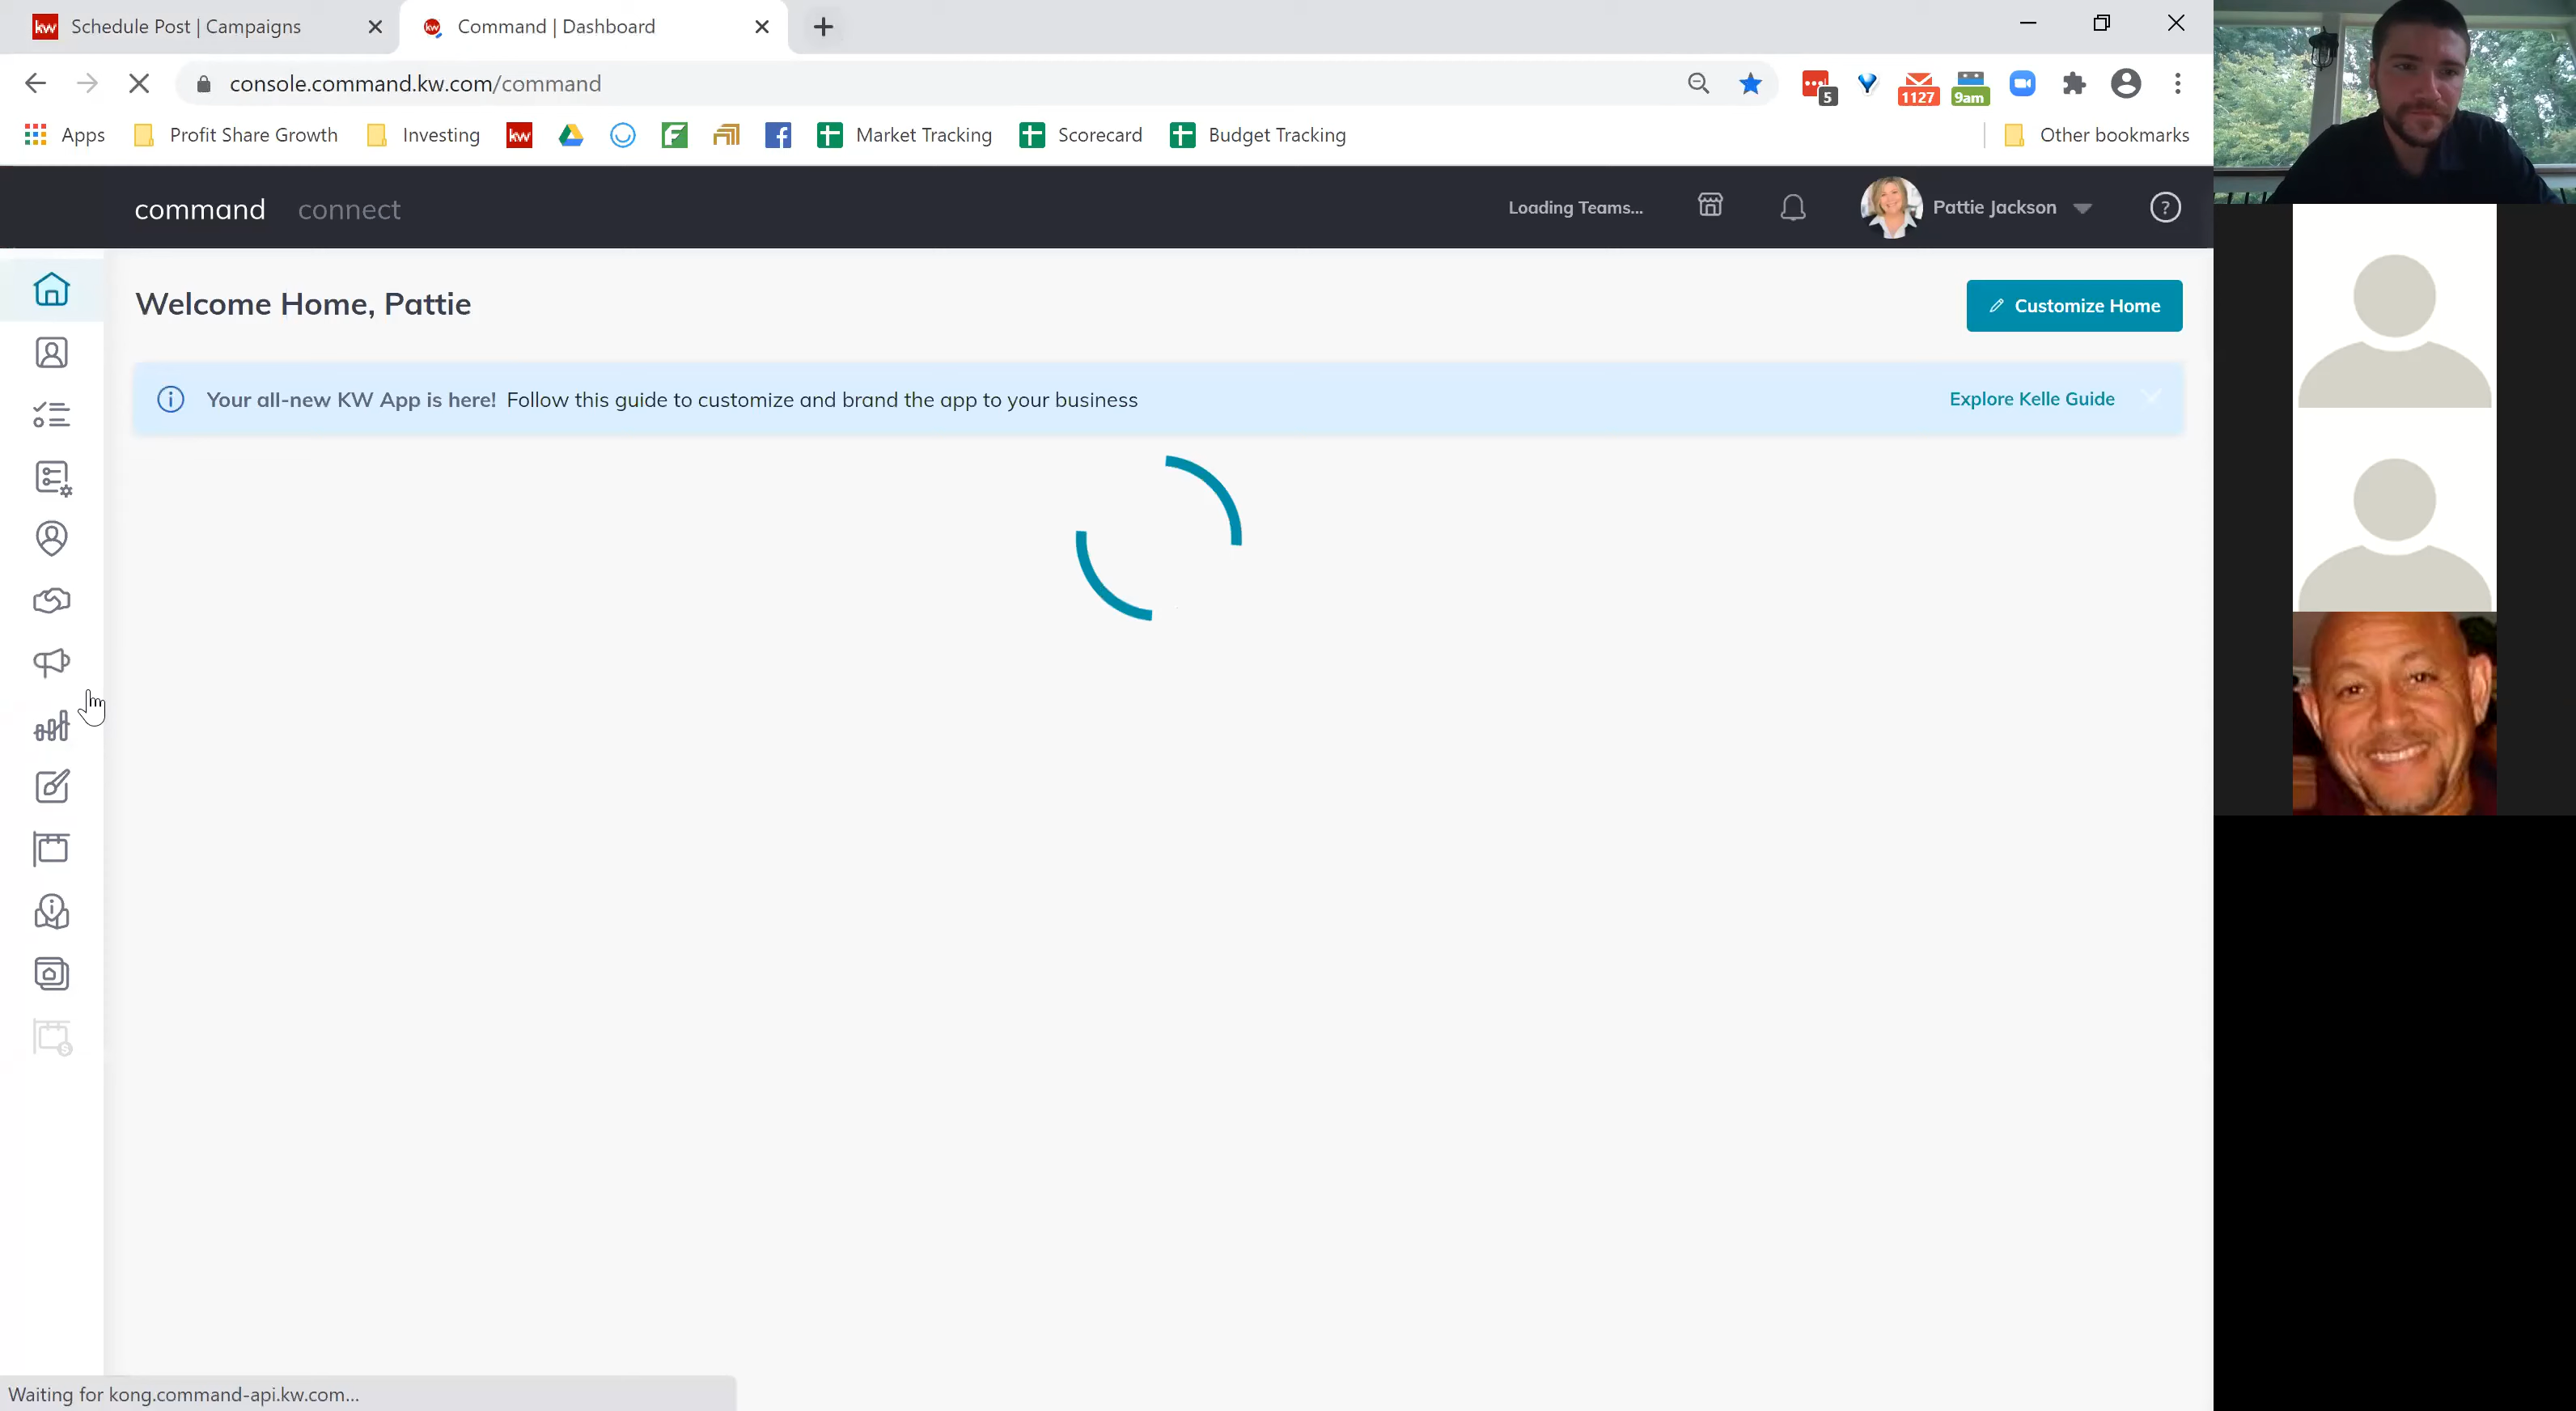 kw Schedule Post | Campaigns
kw Command | Dashboard
console.command.kw.com/command
5
1127
9am
Apps
Profit Share Growth
Investing
kw
Market Tracking
Scorecard
Budget Tracking
Other bookmarks
command connect
Loading Teams...
Pattie Jackson
?
Welcome Home, Pattie
Customize Home
Your all-new KW App is here! Follow this guide to customize and brand the app to your business
Explore Kelle Guide
Waiting for kong.command-api.kw.com...